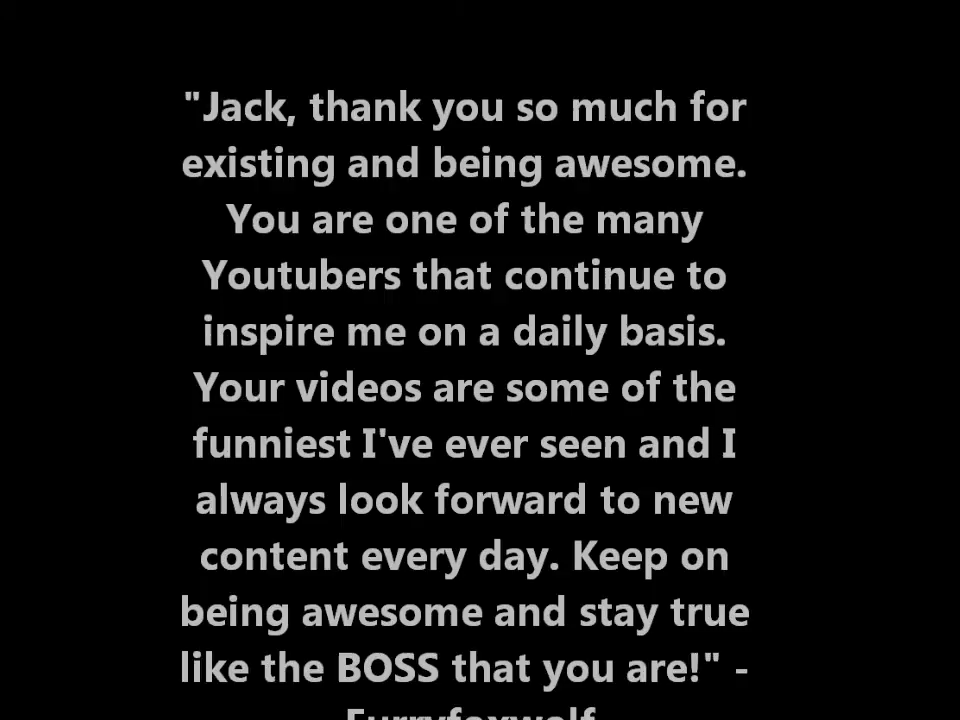 "Jack, thank you so much for
existing and being awesome.
You are one of the many
Youtubers that continue to
inspire me on a daily basis.
Your videos are some of the
funniest I've ever seen and I
always look forward to new
content every day. Keep on
being awesome and stay true
like the BOSS that you are!" -
Furryfoxwolf